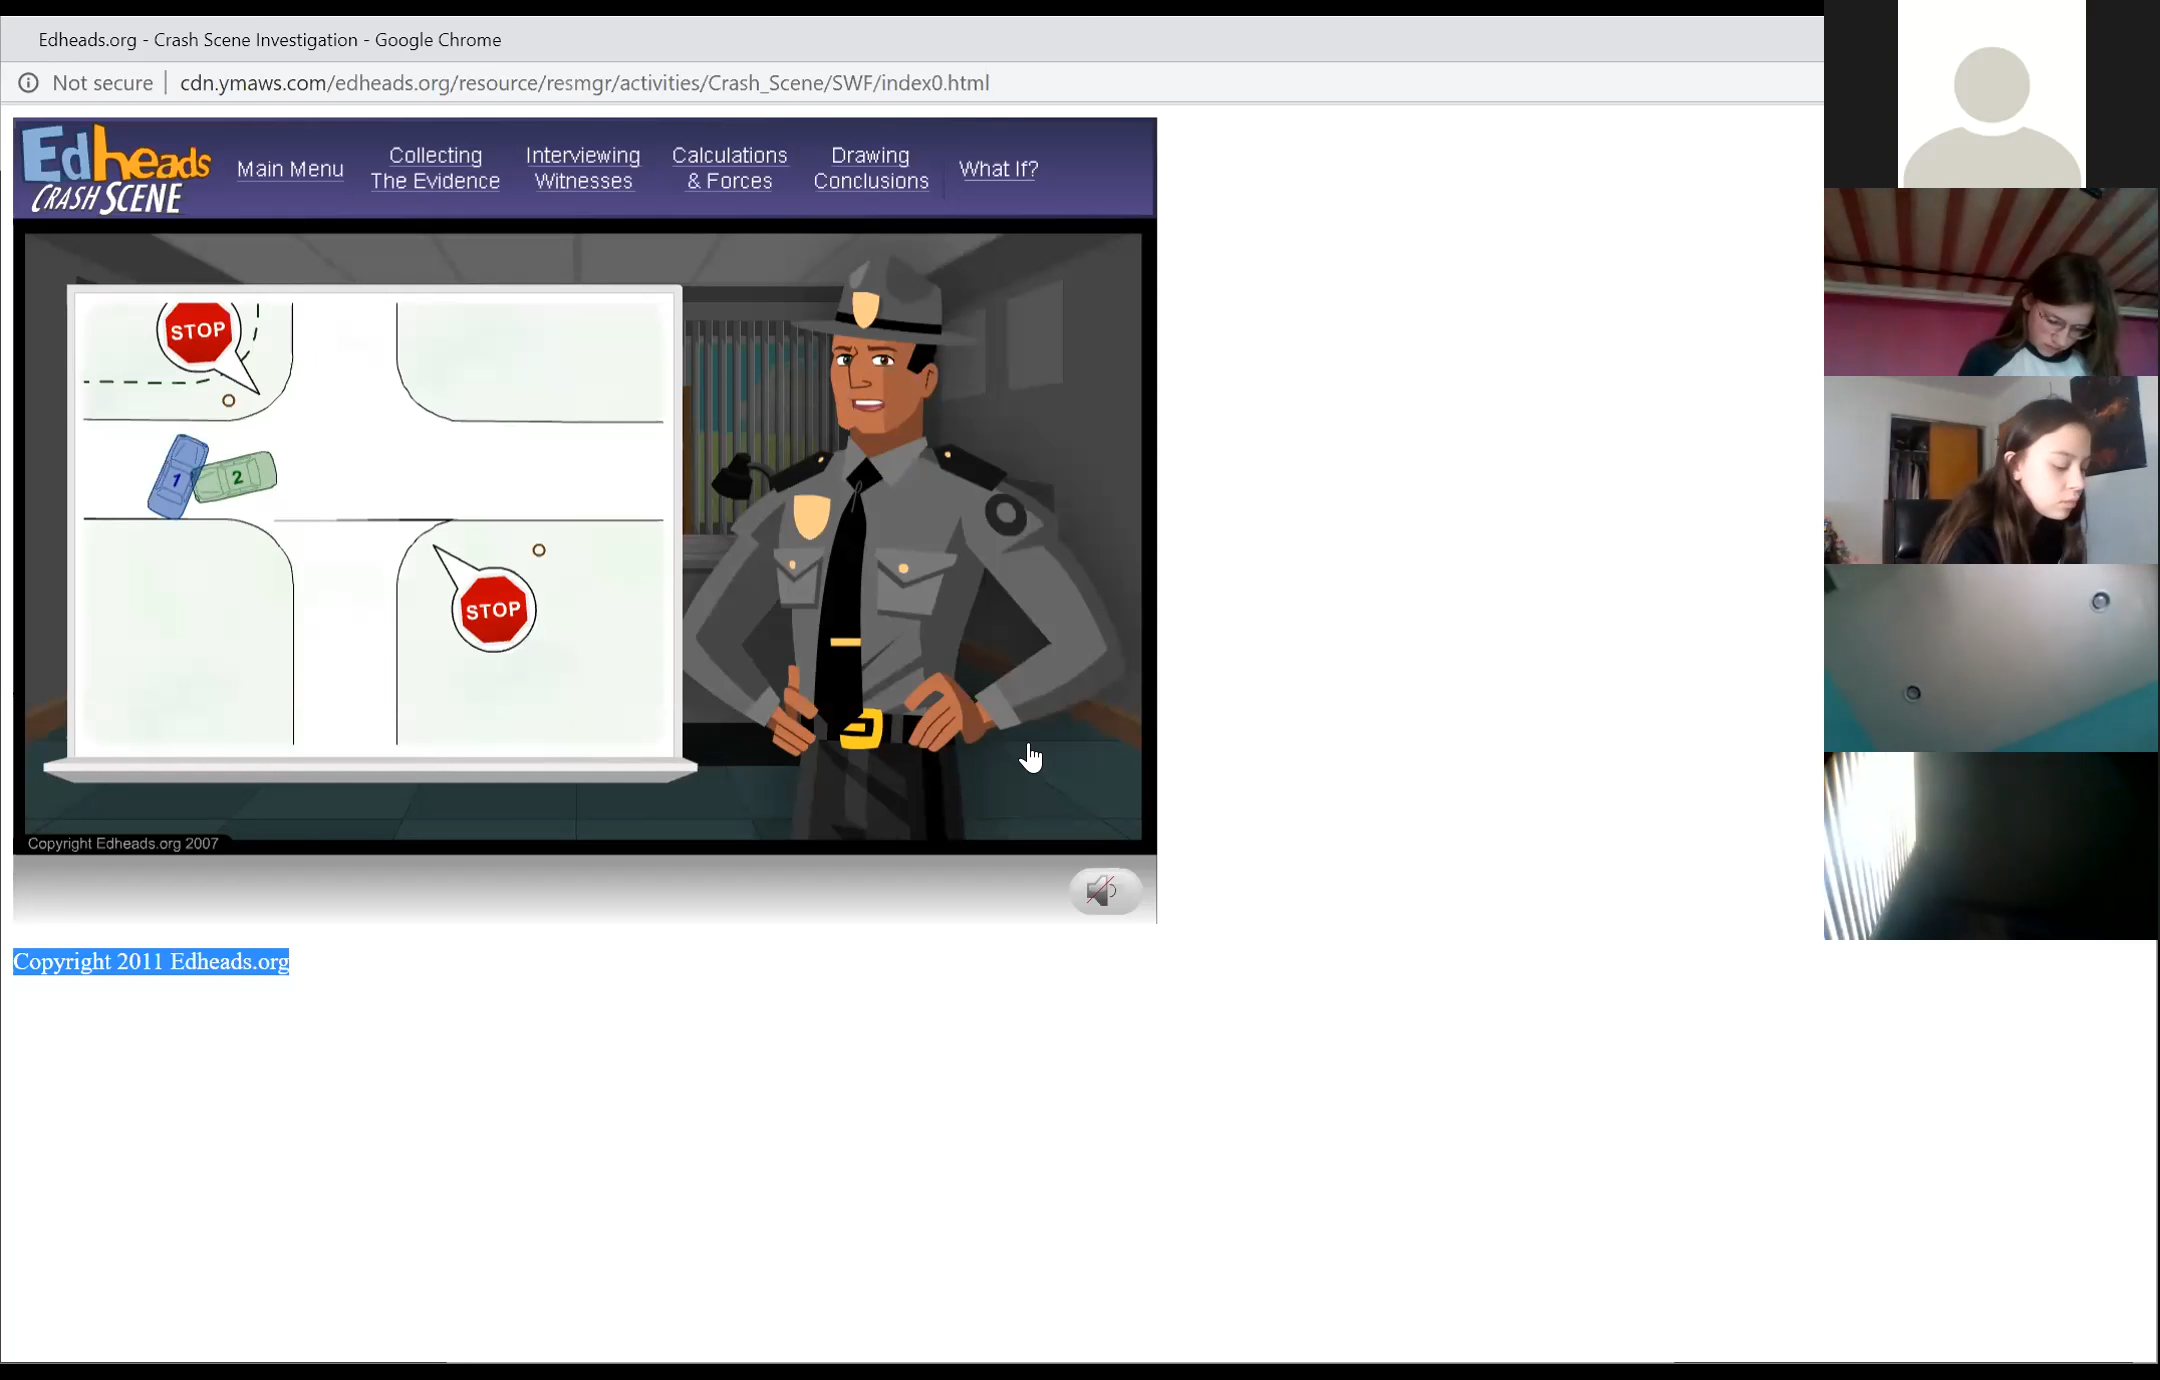 Edheads.org - Crash Scene Investigation - Google Chrome
Not secure
cdn.ymaws.com/edheads.org/resource/resmgr/activities/Crash_Scene/SWF/index0.html
Edheads
CRASH SCENE
Main Menu
Collecting
The Evidence
Interviewing
Witnesses
Calculations
& Forces
Drawing
Conclusions
What If?
STOP
1
2
STOP
Copyright Edheads.org 2007
Copyright 2011 Edheads.org